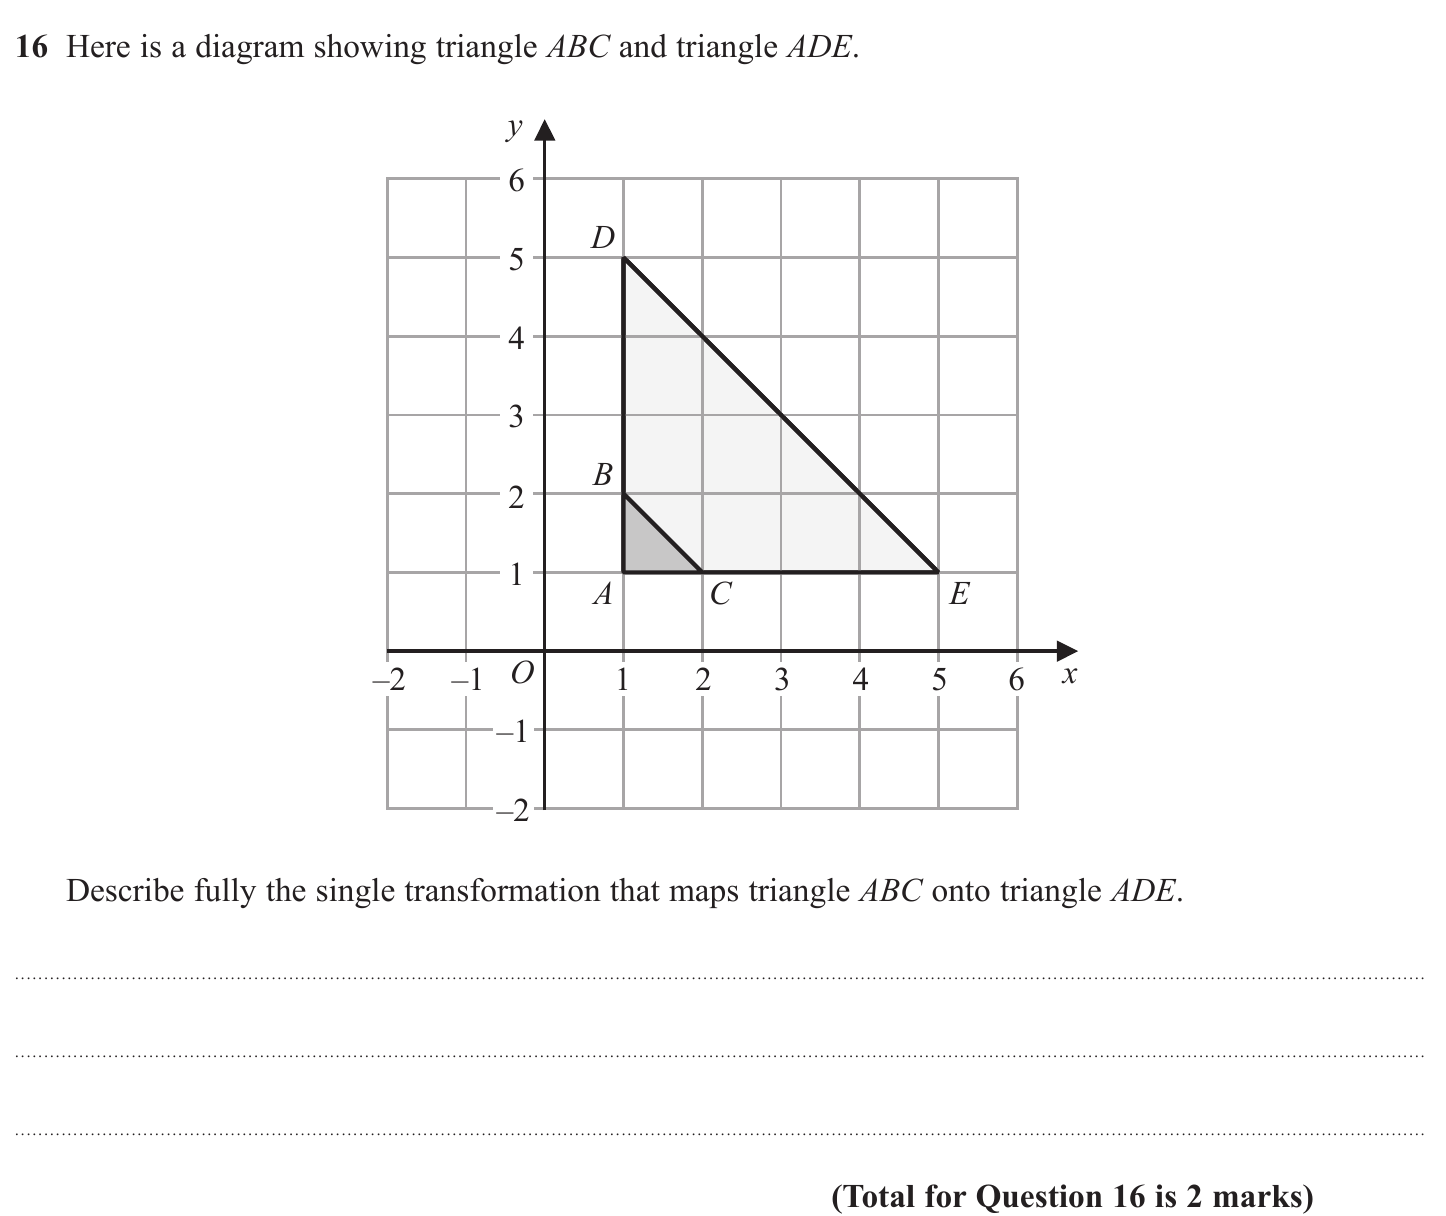 16 Here is a diagram showing triangle ABC and triangle ADE.
y
6
D
5
4
3
B
2
1
A C E
–2 –1 O 1 2 3 4 5 6 x
–1
–2
Describe fully the single transformation that maps triangle ABC onto triangle ADE.
(Total for Question 16 is 2 marks)